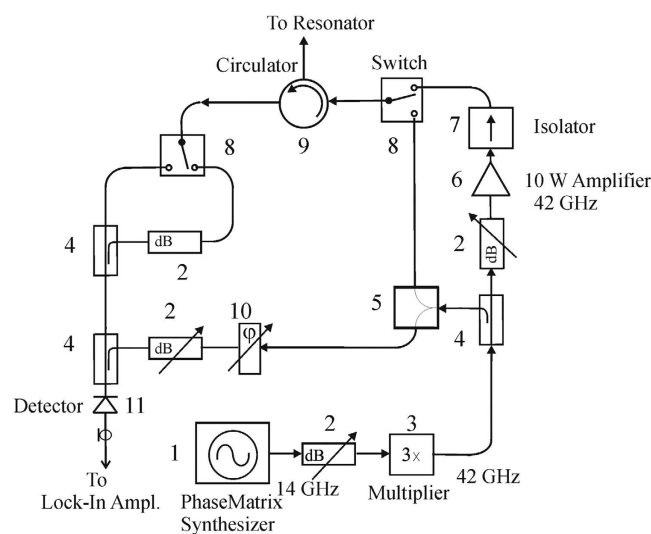 To Resonator
Circulator
Switch
9
8
7
Isolator
8
6
10 W Amplifier
42 GHz
4
dB
2
2
dB
5
4
2
10
φ
4
dB
Detector
11
2
3
1
dB
3x
14 GHz
Multiplier
42 GHz
To
Lock-In Ampl.
PhaseMatrix
Synthesizer